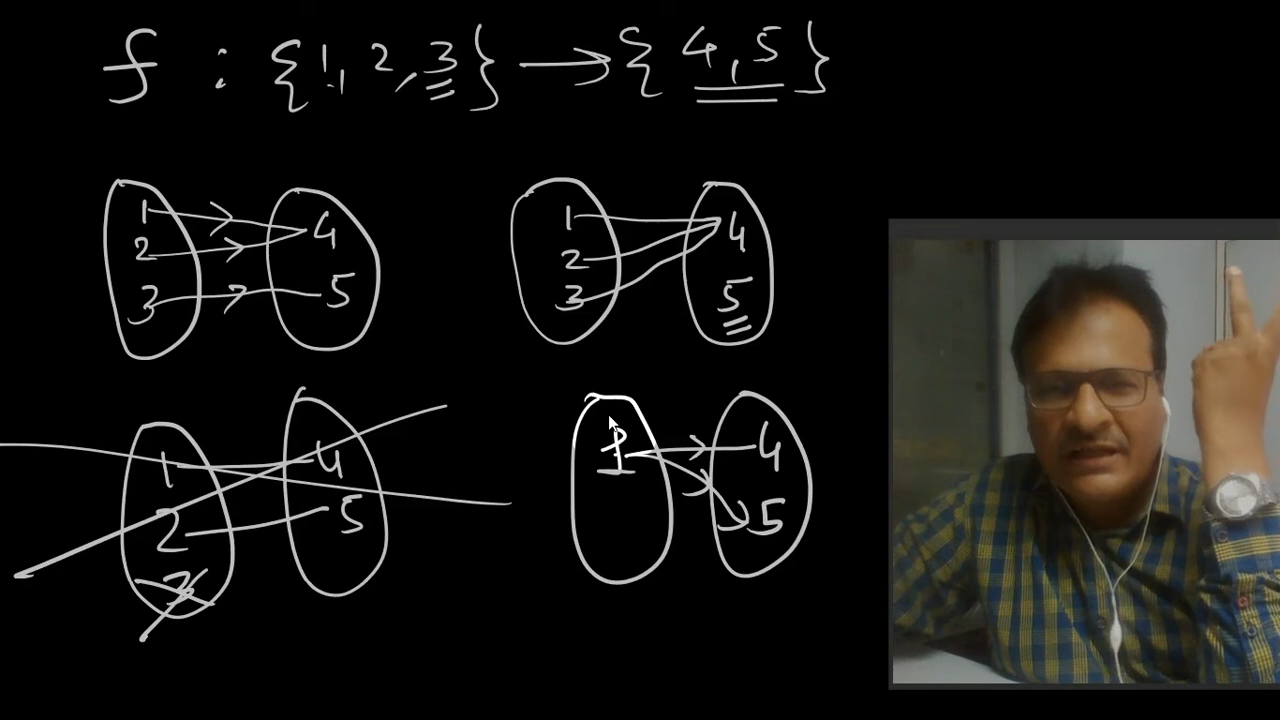 f : {1, 2, 3} → {4, 5}
1 4 1 4
2 2
3 5 3 5
1 4 1 4
2 5 5
3